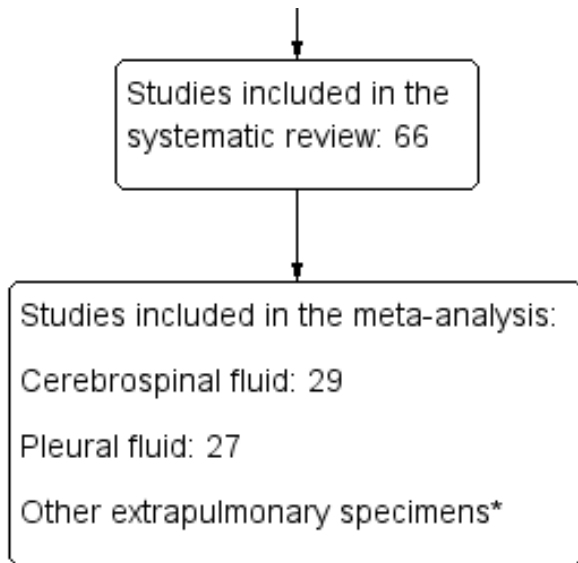 Studies included in the
systematic review: 66
Studies included in the meta-analysis:
Cerebrospinal fluid: 29
Pleural fluid: 27
Other extrapulmonary specimens*